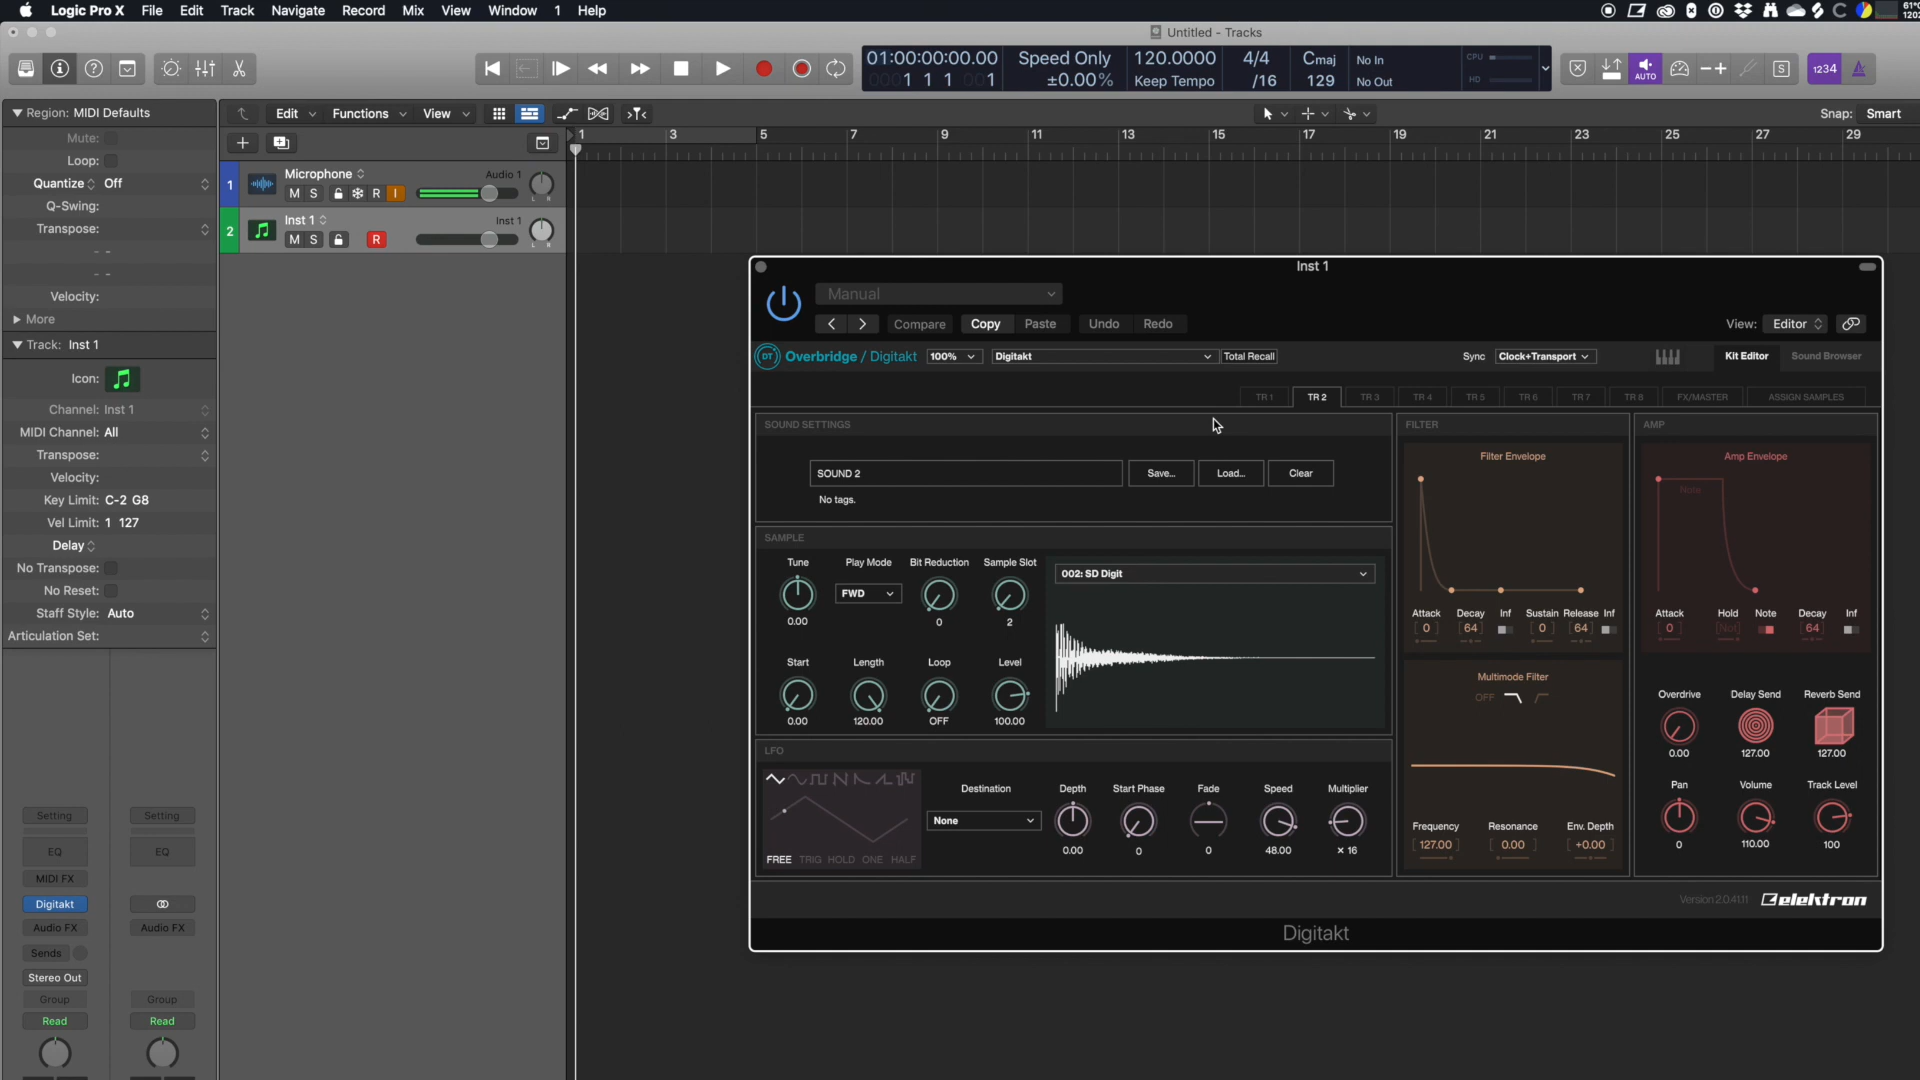 Logic Pro X File Edit Track Navigate Record Mix View Window 1 Help
61°
Untitled - Tracks
01:00:00:00.00 Speed Only 120.0000 4/4 Cmaj No In CPU
1 1 1 ±0.00% Keep Tempo /16 129 No Out HD
AUTO
S
1234
Region: MIDI Defaults
Edit Functions View
Snap: Smart
Mute:
Loop:
Quantize Off
Q-Swing:
Transpose:
Velocity:
More
1 3 5 7 9 11 13 15 17 19 21 23 25 27 29
1 Microphone Audio 1
M S R I
L R
2 Inst 1 Inst 1
M S R
L R
Track: Inst 1
Icon:
Channel: Inst 1
MIDI Channel: All
Transpose:
Velocity:
Key Limit: C-2 G8
Vel Limit: 1 127
Delay
No Transpose:
No Reset:
Staff Style: Auto
Articulation Set:
Setting Setting
EQ EQ
MIDI FX
Digitakt
Audio FX Audio FX
Sends
Stereo Out
Group Group
Read Read
Inst 1
Manual
Compare Copy Paste Undo Redo
View: Editor
DT Overbridge / Digitakt 100% Digitakt Total Recall
Sync Clock+Transport
Kit Editor Sound Browser
TR 1 TR 2 TR 3 TR 4 TR 5 TR 6 TR 7 TR 8 FX/MASTER ASSIGN SAMPLES
SOUND SETTINGS
SOUND 2 Save... Load... Clear
No tags.
SAMPLE
Tune Play Mode Bit Reduction Sample Slot
002: SD Digit
FWD
0.00 0 2
Start Length Loop Level
0.00 120.00 OFF 100.00
LFO
Destination Depth Start Phase Fade Speed Multiplier
None
0.00 0 0 48.00 × 16
FREE TRIG HOLD ONE HALF
FILTER
Filter Envelope
Attack Decay Inf Sustain Release Inf
0 64 0 64
Multimode Filter
OFF
Frequency Resonance Env. Depth
127.00 0.00 +0.00
AMP
Amp Envelope
Note
Attack Hold Note Decay Inf
0 [Not] 64
Overdrive Delay Send Reverb Send
0.00 127.00 127.00
Pan Volume Track Level
0 110.00 100
Version 2.0.41.11 elektron
Digitakt